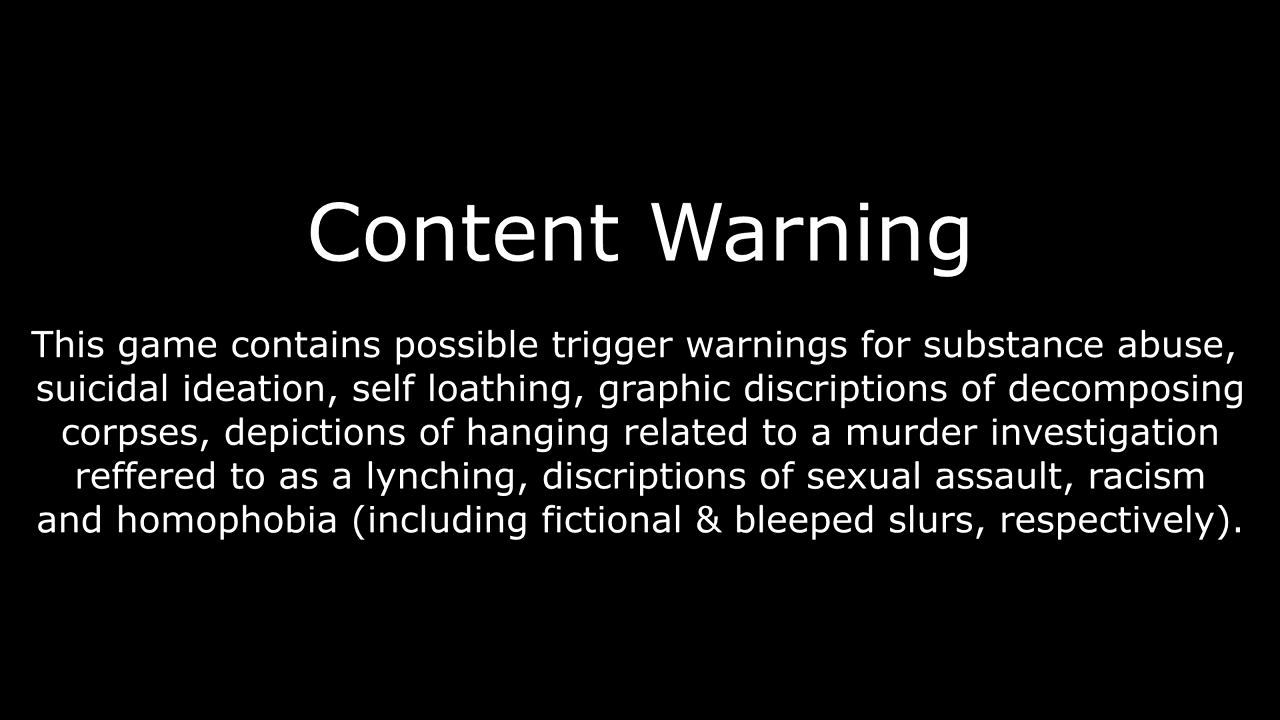 Content Warning
This game contains possible trigger warnings for substance abuse,
suicidal ideation, self loathing, graphic discriptions of decomposing
corpses, depictions of hanging related to a murder investigation
reffered to as a lynching, discriptions of sexual assault, racism
and homophobia (including fictional & bleeped slurs, respectively).